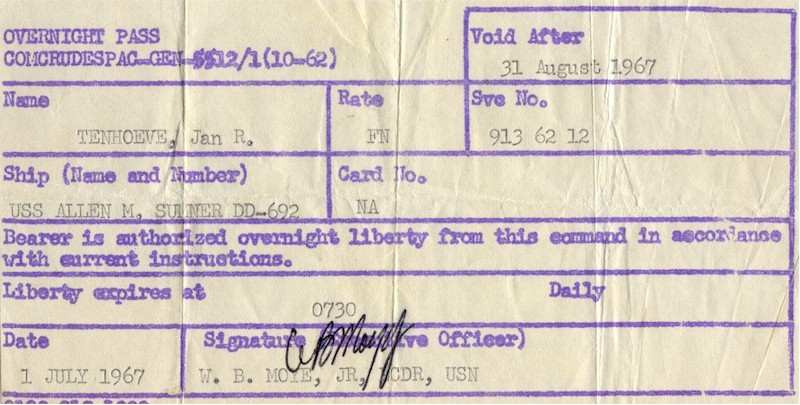 OVERNIGHT PASS
COMCRUDESPAC-GEN-5512/1(10-62)
Void After
31 August 1967
Name
TENHOEVE, Jan R.
Rate
FN
Svc No.
913 62 12
Ship (Name and Number)
USS ALLEN M. SUMNER DD-692
Card No.
NA
Bearer is authorized overnight liberty from this command in accordance
with current instructions.
Liberty expires at
0730
Daily
Date
1 JULY 1967
Signature Officer)
W. B. MOYE, JR, LCDR, USN